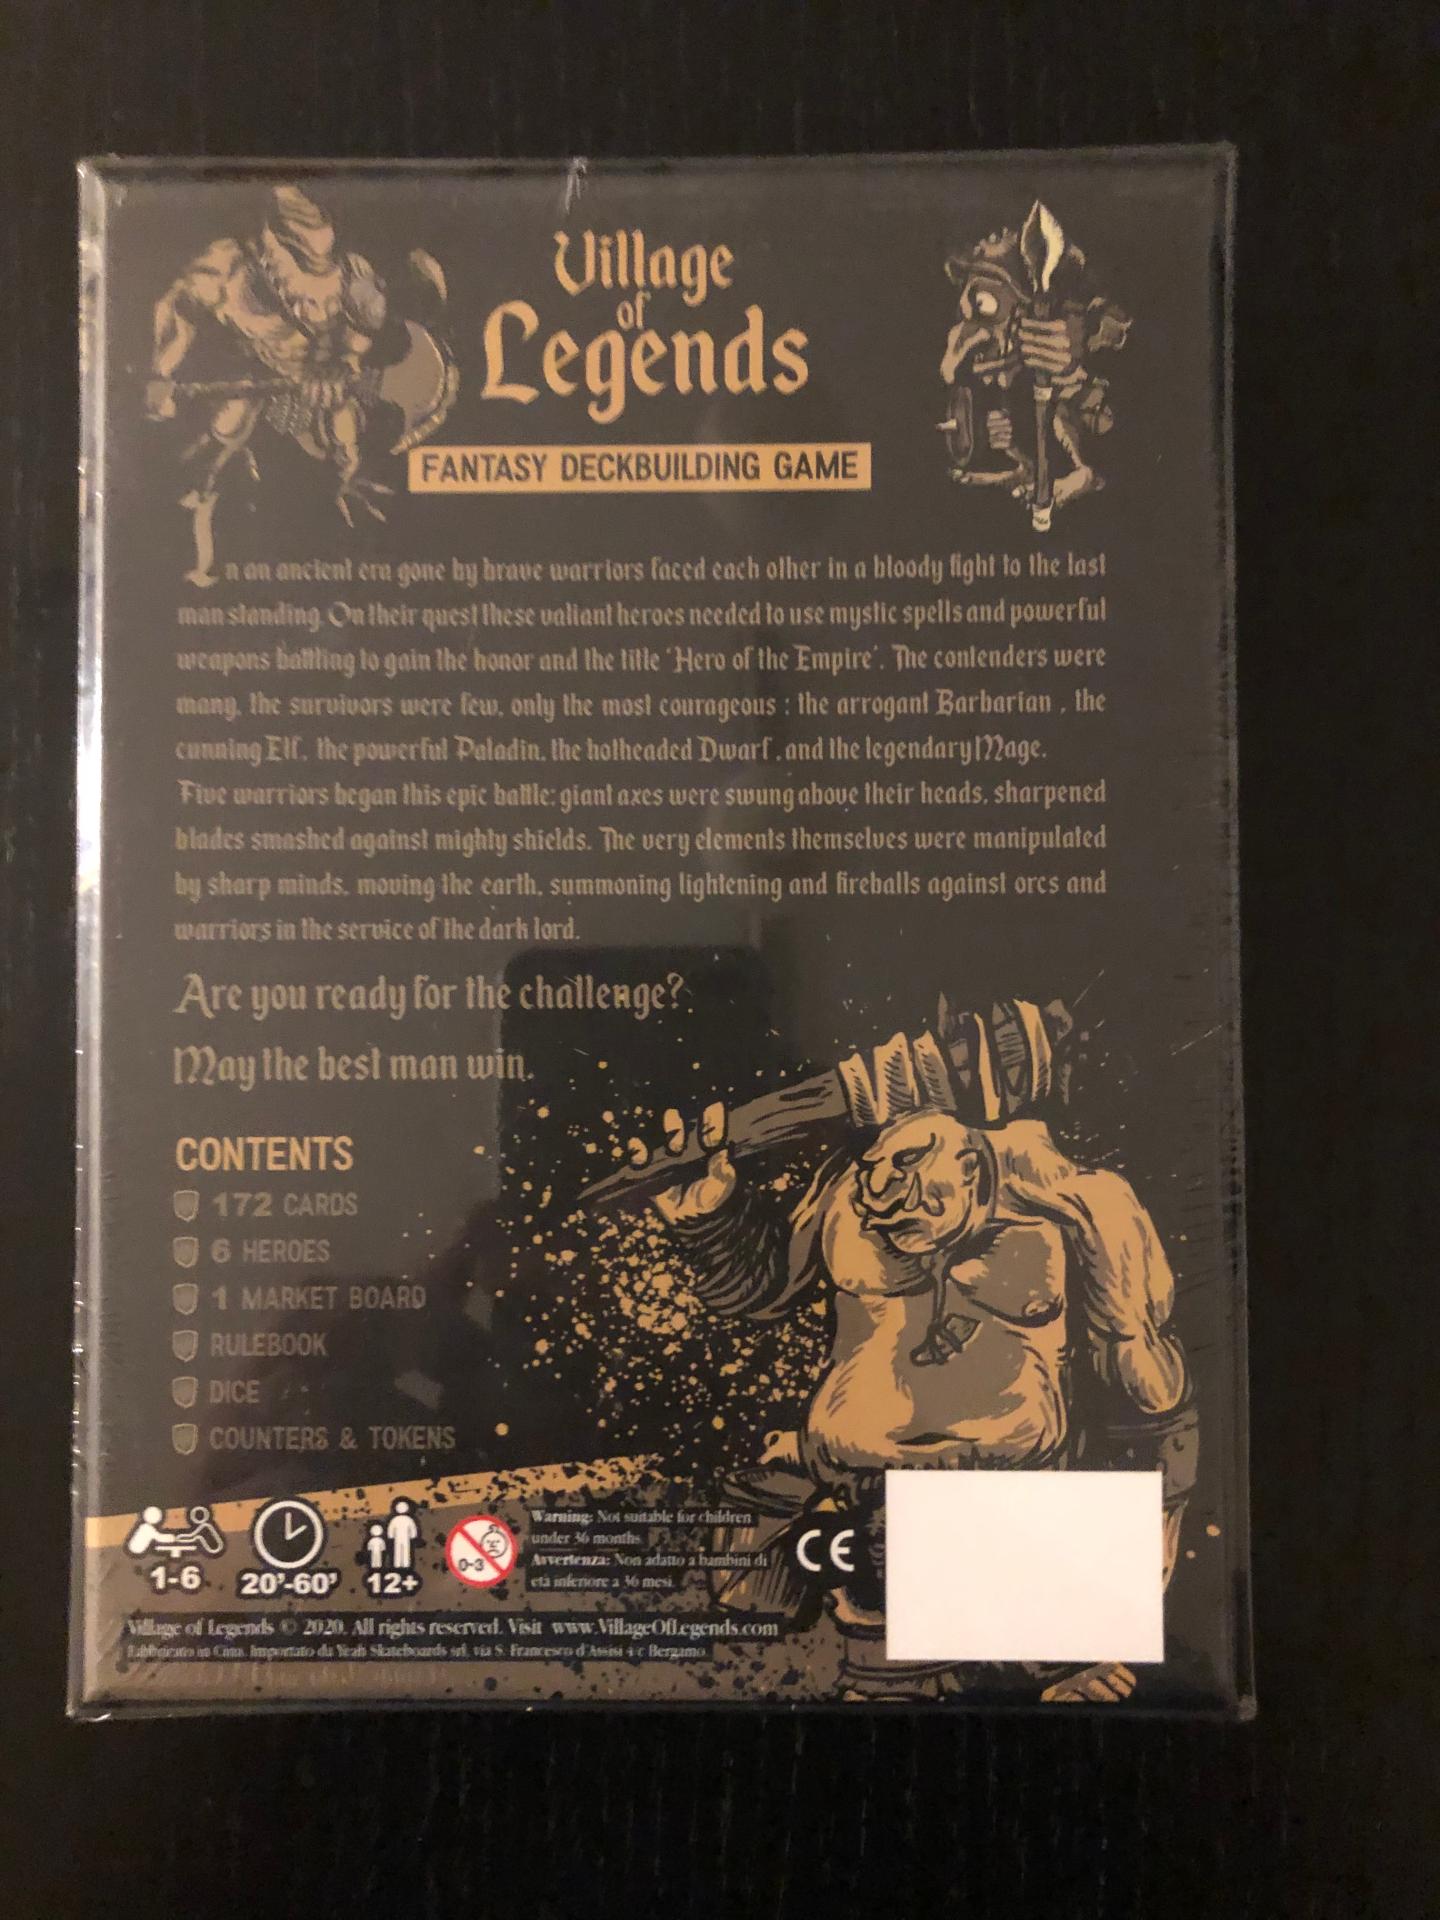 Village
of
Legends
FANTASY DECKBUILDING GAME
In an ancient era gone by brave warriors faced each other in a bloody fight to the last
man standing. On their quest these valiant heroes needed to use mystic spells and powerful
weapons battling to gain the honor and the title 'Hero of the Empire'. The contenders were
many, the survivors were few, only the most courageous : the arrogant Barbarian , the
cunning Elf, the powerful Paladin, the hotheaded Dwarf , and the legendary Mage.
Five warriors began this epic battle: giant axes were swung above their heads, sharpened
blades smashed against mighty shields. The very elements themselves were manipulated
by sharp minds, moving the earth, summoning lightening and fireballs against orcs and
warriors in the service of the dark lord.
Are you ready for the challenge?
May the best man win.
CONTENTS
172 CARDS
6 HEROES
1 MARKET BOARD
RULEBOOK
DICE
COUNTERS & TOKENS
1-6
20'-60'
12+
0-3
Warning: Not suitable for children
under 36 months.
Avvertenza: Non adatto a bambini di
età inferiore a 36 mesi.
CE
Village of Legends © 2020. All rights reserved. Visit www.VillageOfLegends.com
Fabbricato in Cina. Importato da Yeah Skateboards srl, via S. Francesco d'Assisi 4/c Bergamo.